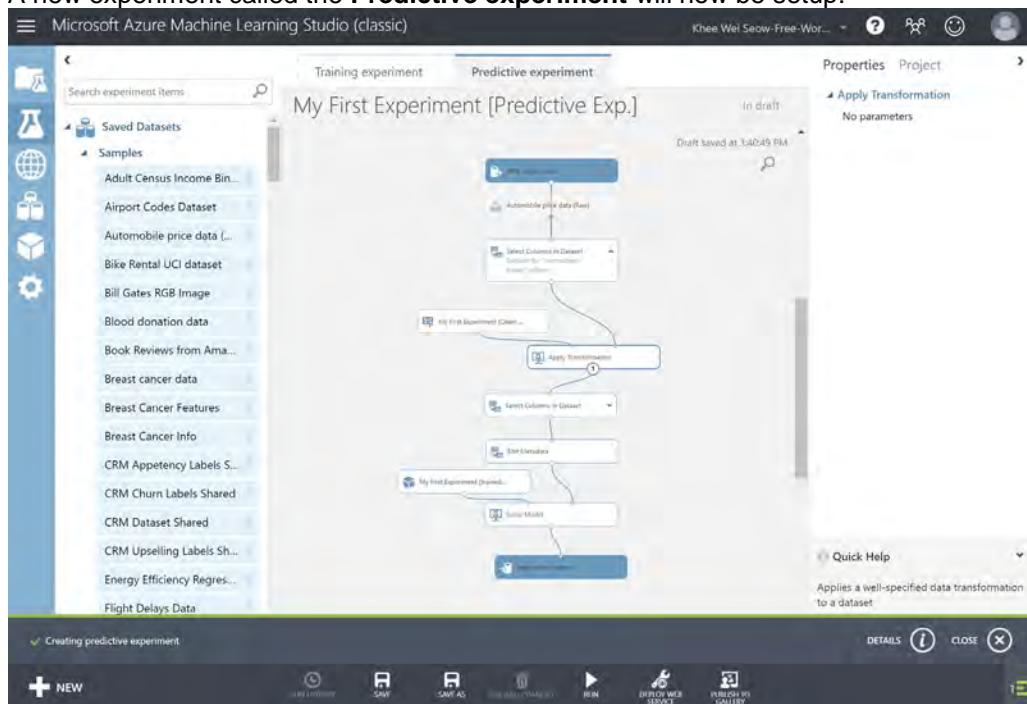 A new experiment called the Predictive experiment will now be setup.
Microsoft Azure Machine Learning Studio (classic)
Khee Wei Seow-Free-Wor...
Training experiment
Predictive experiment
Properties
Project
Search experiment items
My First Experiment [Predictive Exp.]
In draft
Apply Transformation
No parameters
Draft saved at 3:40:49 PM
Saved Datasets
Samples
Adult Census Income Bin...
Airport Codes Dataset
Automobile price data (...
Bike Rental UCI dataset
Bill Gates RGB Image
Blood donation data
Book Reviews from Ama...
Breast cancer data
Breast Cancer Features
Breast Cancer Info
CRM Appetency Labels S...
CRM Churn Labels Shared
CRM Dataset Shared
CRM Upselling Labels Sh...
Energy Efficiency Regres...
Flight Delays Data
Automobile price data (Raw)
Select Columns in Dataset
My First Experiment [Clean ...
Apply Transformation
1
Select Columns in Dataset
Edit Metadata
My First Experiment [trained...
Score Model
Quick Help
Applies a well-specified data transformation
to a dataset
Creating predictive experiment
DETAILS
CLOSE
NEW
SAVE
SAVE AS
RUN
DEPLOY WEB
SERVICE
PUBLISH TO
GALLERY